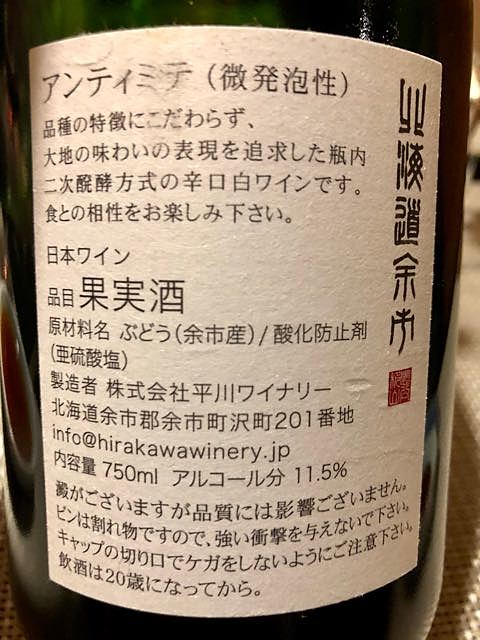 アンティミテ（微発泡性）
品種の特徴にこだわらず、
大地の味わいの表現を追求した瓶内
二次醗酵方式の辛口白ワインです。
食との相性をお楽しみ下さい。
日本ワイン
品目 果実酒
原材料名 ぶどう（余市産）/ 酸化防止剤
（亜硫酸塩）
製造者 株式会社平川ワイナリー
北海道余市郡余市町沢町201番地
info@hirakawawinery.jp
内容量 750ml アルコール分 11.5%
澱がございますが品質には影響ございません。
ビンは割れ物ですので、強い衝撃を与えないで下さい。
キャップの切り口でケガをしないようにご注意下さい。
飲酒は20歳になってから。
北海道余市